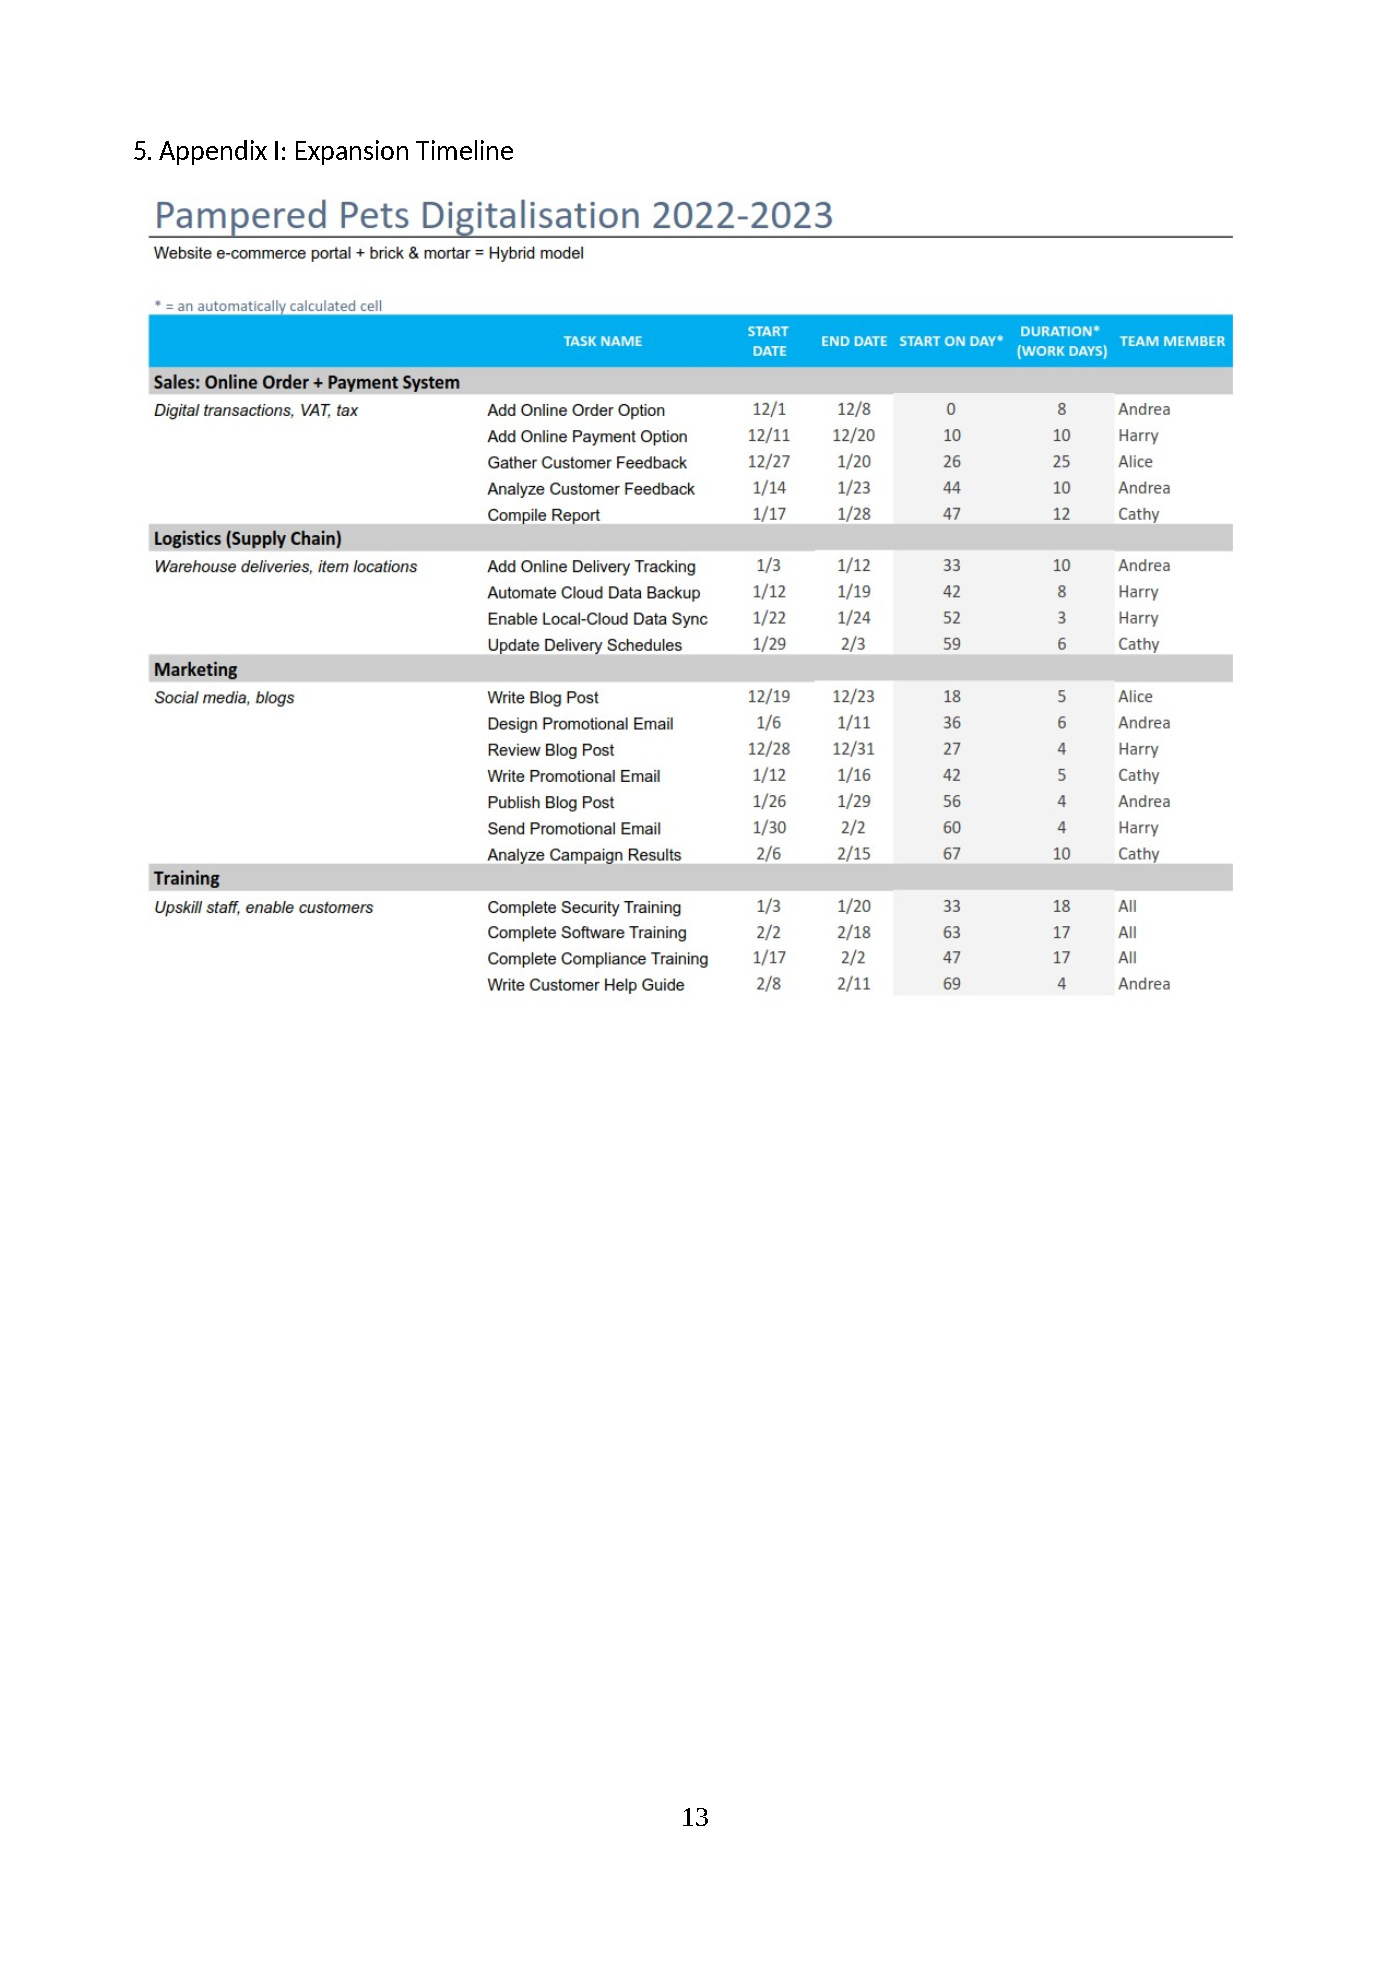 5. Appendix I: Expansion Timeline
Pampered Pets Digitalisation 2022-2023
Website e-commerce portal + brick & mortar = Hybrid model
* = an automatically calculated cell
TASK NAME START DATE END DATE START ON DAY* DURATION* (WORK DAYS) TEAM MEMBER
Sales: Online Order + Payment System
Digital transactions, VAT, tax Add Online Order Option 12/1 12/8 0 8 Andrea
Add Online Payment Option 12/11 12/20 10 10 Harry
Gather Customer Feedback 12/27 1/20 26 25 Alice
Analyze Customer Feedback 1/14 1/23 44 10 Andrea
Compile Report 1/17 1/28 47 12 Cathy
Logistics (Supply Chain)
Warehouse deliveries, item locations Add Online Delivery Tracking 1/3 1/12 33 10 Andrea
Automate Cloud Data Backup 1/12 1/19 42 8 Harry
Enable Local-Cloud Data Sync 1/22 1/24 52 3 Harry
Update Delivery Schedules 1/29 2/3 59 6 Cathy
Marketing
Social media, blogs Write Blog Post 12/19 12/23 18 5 Alice
Design Promotional Email 1/6 1/11 36 6 Andrea
Review Blog Post 12/28 12/31 27 4 Harry
Write Promotional Email 1/12 1/16 42 5 Cathy
Publish Blog Post 1/26 1/29 56 4 Andrea
Send Promotional Email 1/30 2/2 60 4 Harry
Analyze Campaign Results 2/6 2/15 67 10 Cathy
Training
Upskill staff, enable customers Complete Security Training 1/3 1/20 33 18 All
Complete Software Training 2/2 2/18 63 17 All
Complete Compliance Training 1/17 2/2 47 17 All
Write Customer Help Guide 2/8 2/11 69 4 Andrea
13